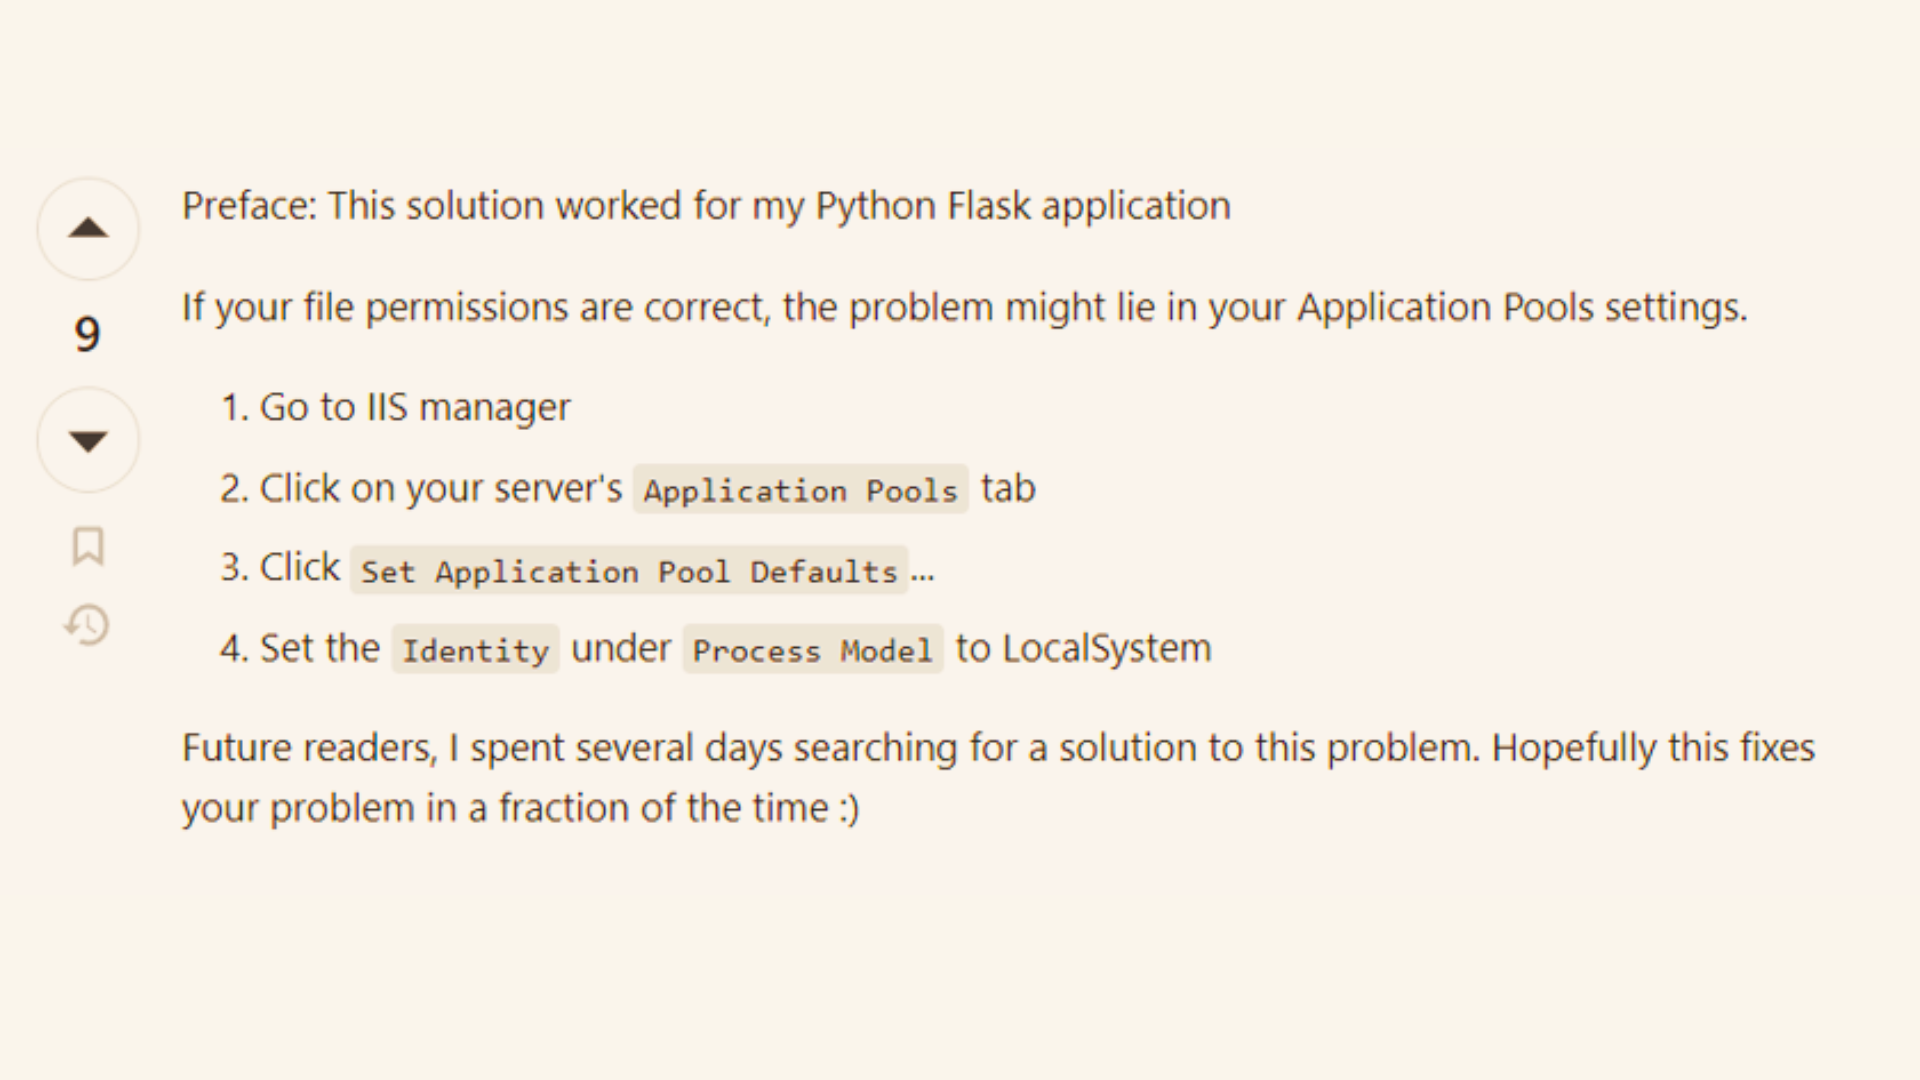 Preface: This solution worked for my Python Flask application
If your file permissions are correct, the problem might lie in your Application Pools settings.
9
1. Go to IIS manager
2. Click on your server's Application Pools tab
3. Click Set Application Pool Defaults...
4. Set the Identity under Process Model to LocalSystem
Future readers, I spent several days searching for a solution to this problem. Hopefully this fixes
your problem in a fraction of the time :)